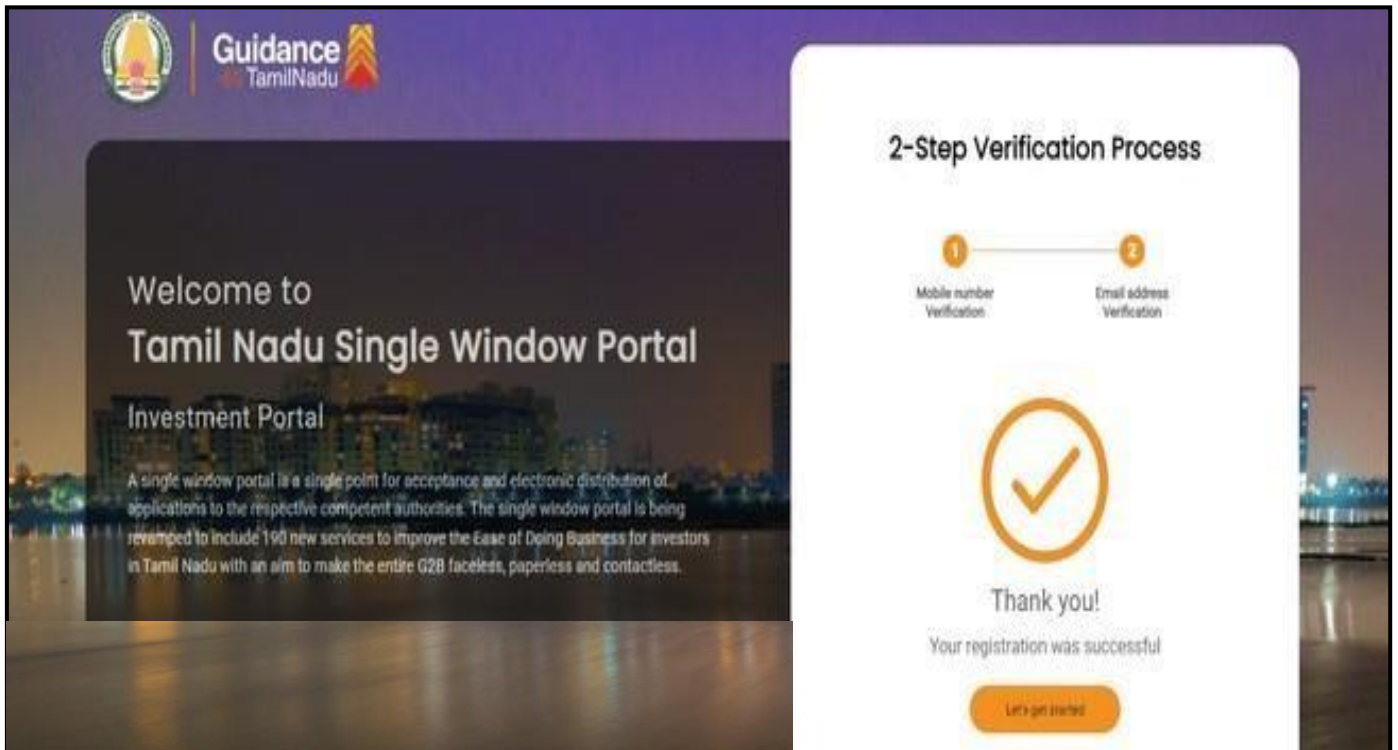 Guidance
TamilNadu
Welcome to
Tamil Nadu Single Window Portal
Investment Portal
A single window portal is a single point for acceptance and electronic distribution of
applications to the respective competent authorities. The single window portal is being
revamped to include 190 new services to improve the Ease of Doing Business for investors
in Tamil Nadu with an aim to make the entire G2B faceless, paperless and contactless.
2-Step Verification Process
1
2
Mobile number
Verification
Email address
Verification
Thank you!
Your registration was successful
Let's get started